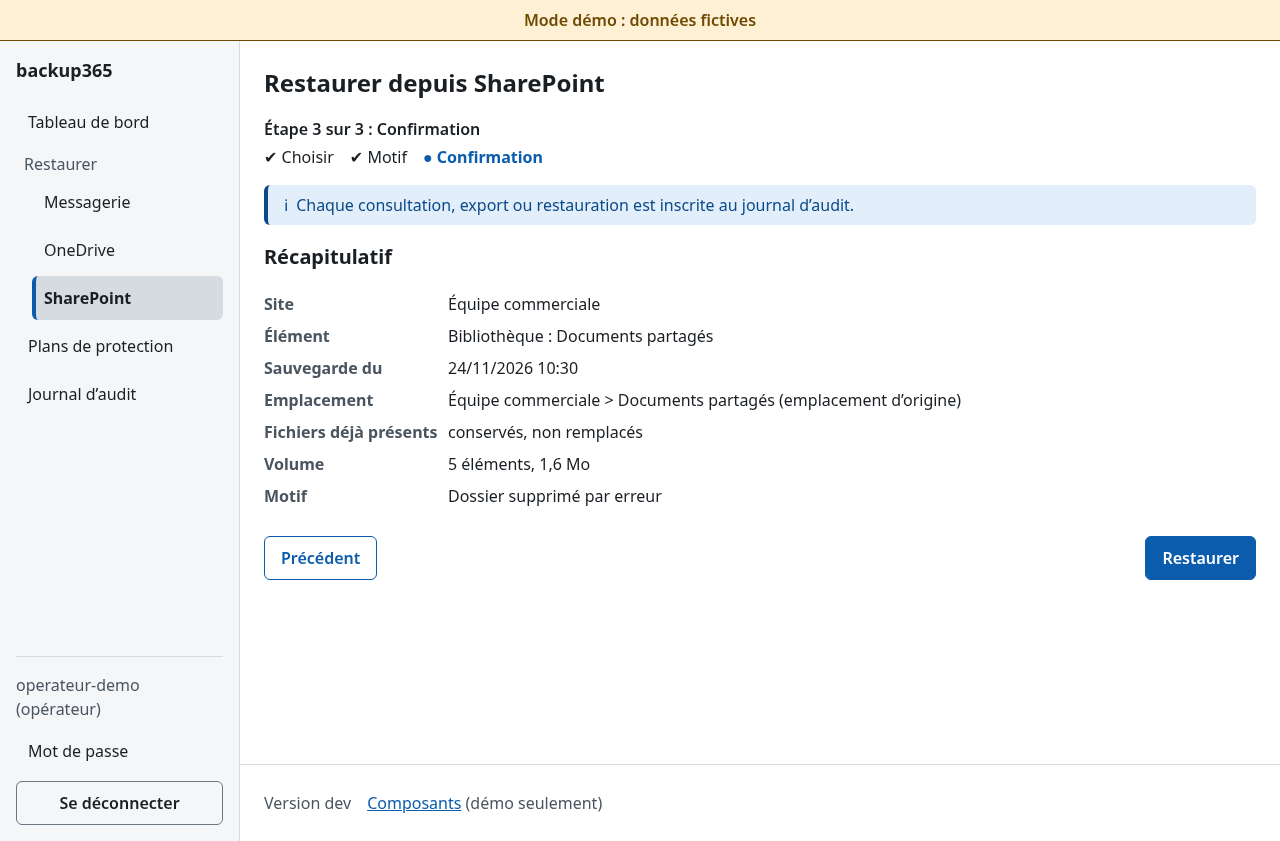 Mode démo : données fictives
backup365
Tableau de bord
Restaurer
Messagerie
OneDrive
SharePoint
Plans de protection
Journal d’audit
operateur-demo
(opérateur)
Mot de passe
Se déconnecter
Restaurer depuis SharePoint
Étape 3 sur 3 : Confirmation
✔ Choisir ✔ Motif ● Confirmation
i Chaque consultation, export ou restauration est inscrite au journal d’audit.
Récapitulatif
Site Équipe commerciale
Élément Bibliothèque : Documents partagés
Sauvegarde du 24/11/2026 10:30
Emplacement Équipe commerciale > Documents partagés (emplacement d’origine)
Fichiers déjà présents conservés, non remplacés
Volume 5 éléments, 1,6 Mo
Motif Dossier supprimé par erreur
Précédent Restaurer
Version dev Composants (démo seulement)